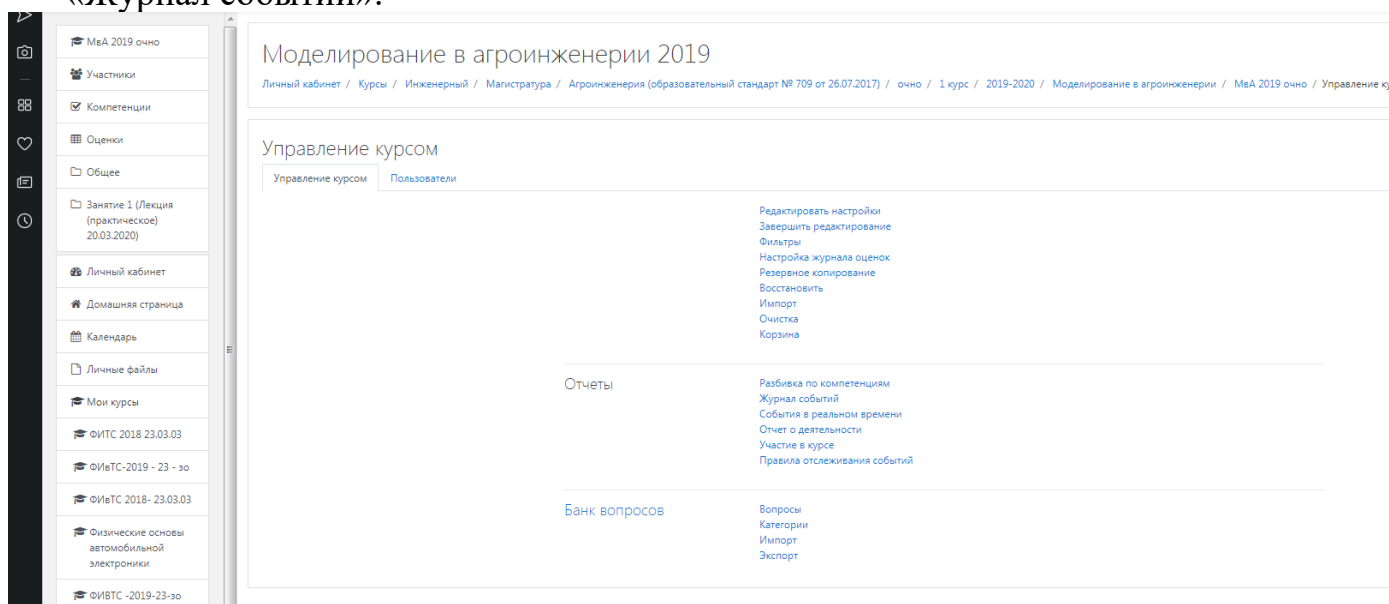 «Журнал событий».
МвА 2019 очно
Участники
Компетенции
Оценки
Общее
Занятие 1 (Лекция
(практическое)
20.03.2020)
Личный кабинет
Домашняя страница
Календарь
Личные файлы
Мои курсы
ФИТС 2018 23.03.03
ФИвТС-2019 - 23 - зо
ФИвТС 2018- 23.03.03
Физические основы
автомобильной
электроники
ФИВТС -2019-23-зо
Моделирование в агроинженерии 2019
Личный кабинет / Курсы / Инженерный / Магистратура / Агроинженерия (образовательный стандарт № 709 от 26.07.2017) / очно / 1 курс / 2019-2020 / Моделирование в агроинженерии / МвА 2019 очно / Управление ку
Управление курсом
Управление курсом Пользователи
Редактировать настройки
Завершить редактирование
Фильтры
Настройка журнала оценок
Резервное копирование
Восстановить
Импорт
Очистка
Корзина
Отчеты
Разбивка по компетенциям
Журнал событий
События в реальном времени
Отчет о деятельности
Участие в курсе
Правила отслеживания событий
Банк вопросов
Вопросы
Категории
Импорт
Экспорт